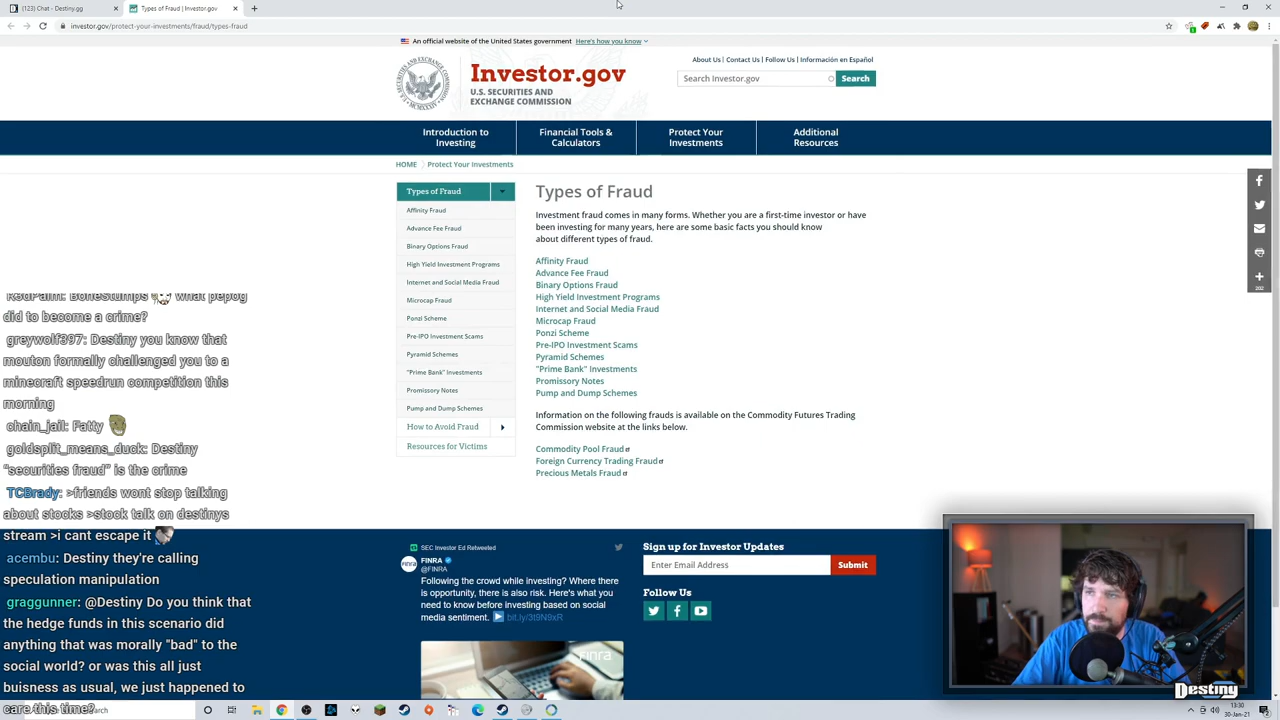 (1) Chat - Destiny.gg
Types of Fraud | Investor.gov
investor.gov/protect-your-investments/fraud/types-fraud
An official website of the United States government Here's how you know
About Us | Contact Us | Follow Us | Información en Español
Investor.gov
U.S. SECURITIES AND
EXCHANGE COMMISSION
Search Investor.gov
Search
Introduction to
Investing
Financial Tools &
Calculators
Protect Your
Investments
Additional
Resources
HOME
Protect Your Investments
Types of Fraud
Affinity Fraud
Advance Fee Fraud
Binary Options Fraud
High Yield Investment Programs
Internet and Social Media Fraud
Microcap Fraud
Ponzi Scheme
Pre-IPO Investment Scams
Pyramid Schemes
"Prime Bank" Investments
Promissory Notes
Pump and Dump Schemes
How to Avoid Fraud
Resources for Victims
Types of Fraud
Investment fraud comes in many forms. Whether you are a first-time investor or have
been investing for many years, here are some basic facts you should know
about different types of fraud.
Affinity Fraud
Advance Fee Fraud
Binary Options Fraud
High Yield Investment Programs
Internet and Social Media Fraud
Microcap Fraud
Ponzi Scheme
Pre-IPO Investment Scams
Pyramid Schemes
"Prime Bank" Investments
Promissory Notes
Pump and Dump Schemes
Information on the following frauds is available on the Commodity Futures Trading
Commission website at the links below.
Commodity Pool Fraud
Foreign Currency Trading Fraud
Precious Metals Fraud
202
what pepog
did to become a crime?
greywolf397: Destiny you know that
mouton formally challenged you to a
minecraft speedrun competition this
morning
chain_jail: Fatty
goldsplit_means_duck: Destiny
"securities fraud" is the crime
TCBrady: >friends wont stop talking
about stocks >stock talk on destinys
stream >i cant escape it
acembu: Destiny they're calling
speculation manipulation
graggunner: @Destiny Do you think that
the hedge funds in this scenario did
anything that was morally "bad" to the
social world? or was this all just
buisness as usual, we just happened to
care this time?
SEC Investor Ed Retweeted
FINRA
@FINRA
Following the crowd while investing? Where there
is opportunity, there is also risk. Here's what you
need to know before investing based on social
media sentiment. bit.ly/3t9N9xR
FINRA
Sign up for Investor Updates
Enter Email Address
Submit
Follow Us
Destiny
13:30
30-Jan-21